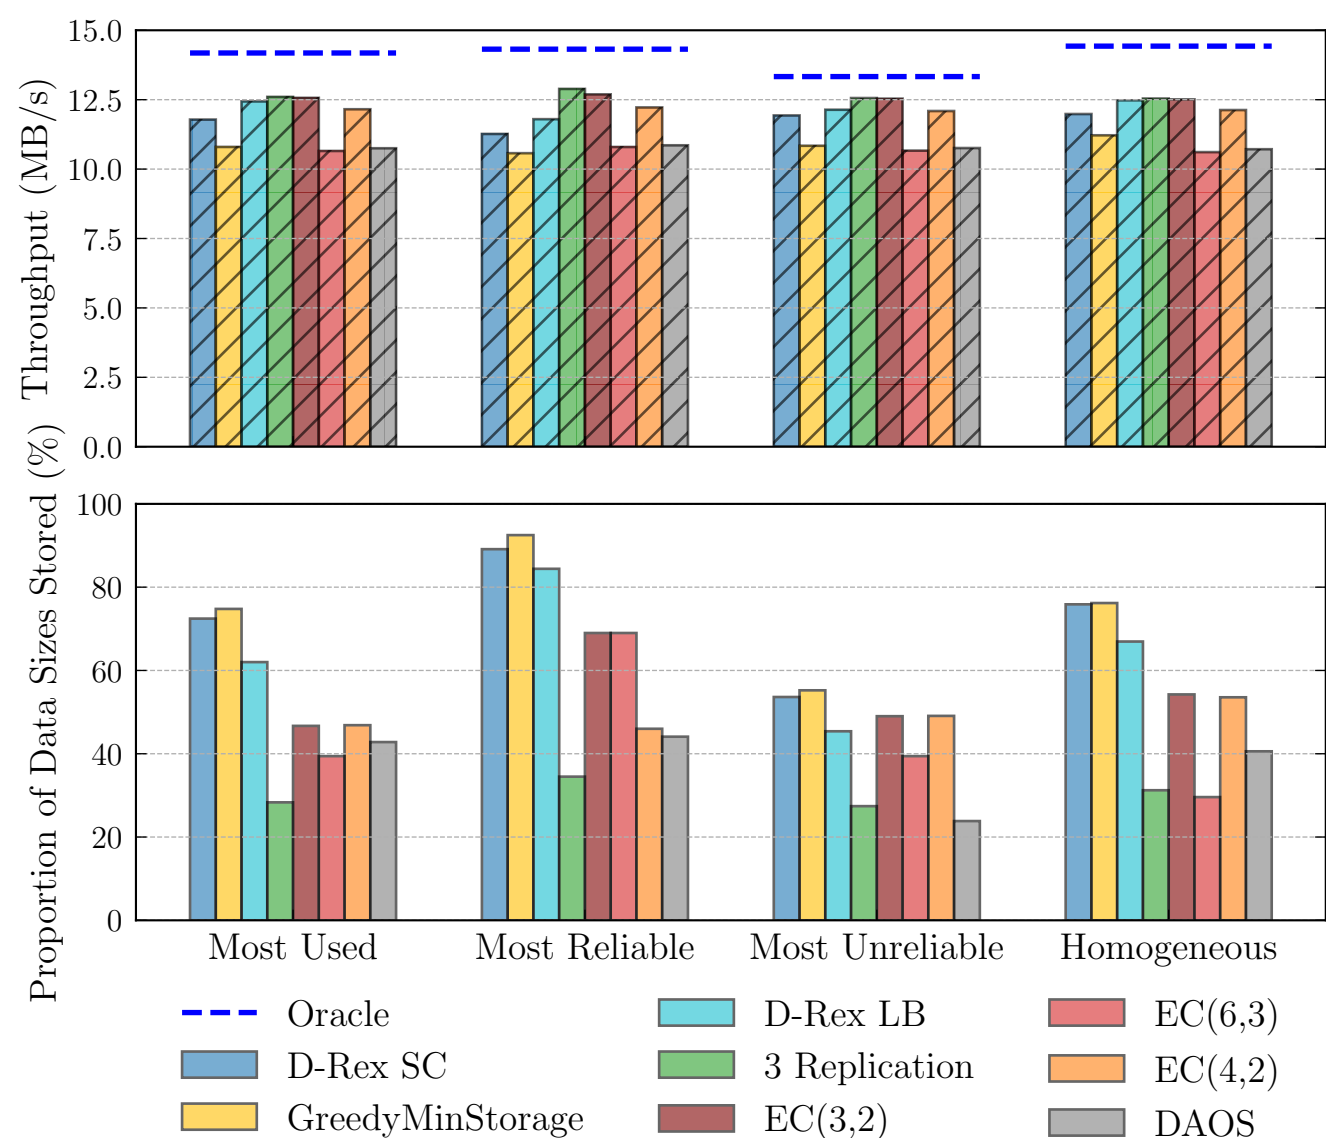 Throughput (MB/s)
15.0
12.5
10.0
7.5
5.0
2.5
0.0
Proportion of Data Sizes Stored (%)
100
80
60
40
20
0
Most Used Most Reliable Most Unreliable Homogeneous
Oracle
D-Rex SC
GreedyMinStorage
D-Rex LB
3 Replication
EC(3,2)
EC(6,3)
EC(4,2)
DAOS